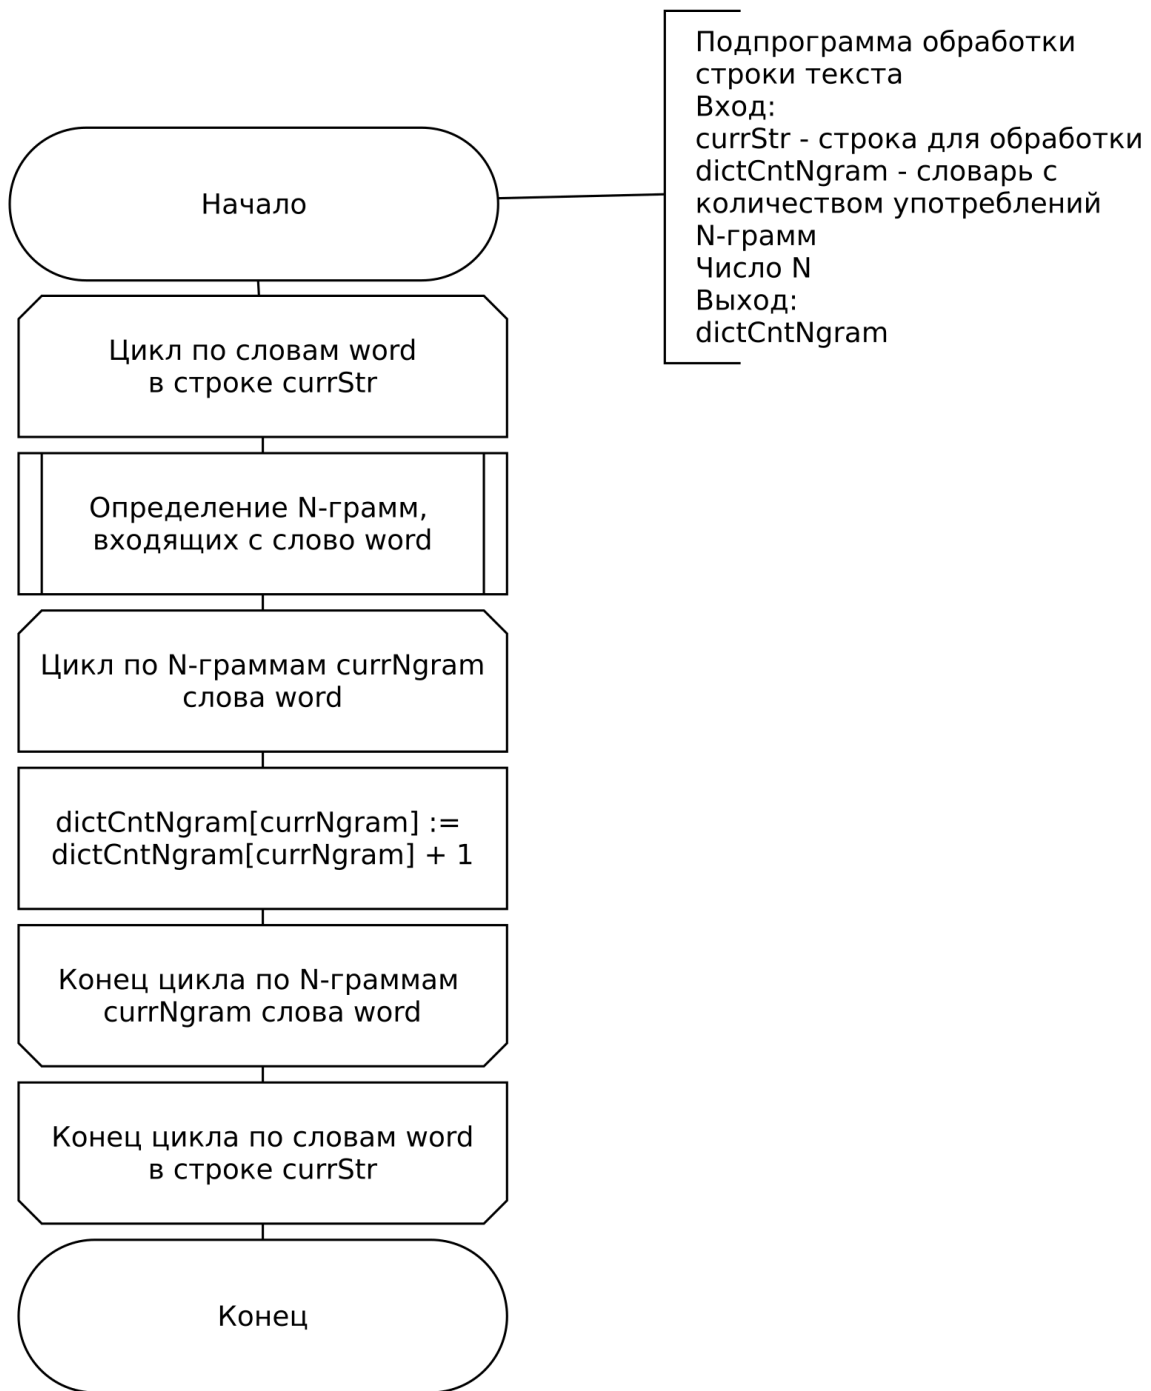 Подпрограмма обработки
строки текста
Вход:
currStr - строка для обработки
dictCntNgram - словарь с
количеством употреблений
N-грамм
Число N
Выход:
dictCntNgram
Начало
Цикл по словам word
в строке currStr
Определение N-грамм,
входящих с слово word
Цикл по N-граммам currNgram
слова word
dictCntNgram[currNgram] :=
dictCntNgram[currNgram] + 1
Конец цикла по N-граммам
currNgram слова word
Конец цикла по словам word
в строке currStr
Конец